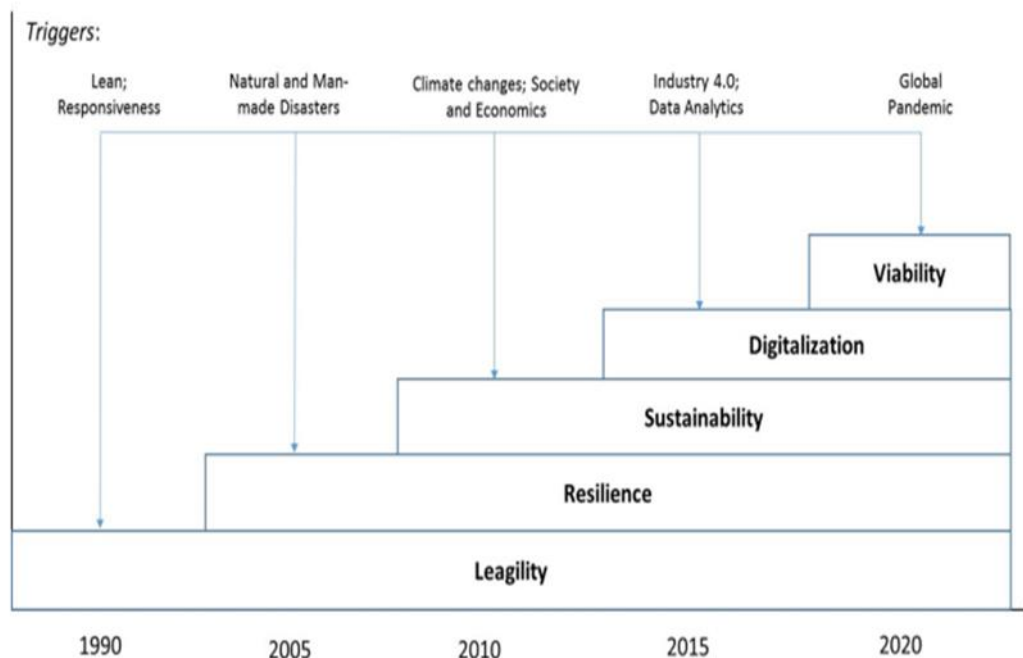 Triggers:
Lean;
Responsiveness
Natural and Man-
made Disasters
Climate changes; Society
and Economics
Industry 4.0;
Data Analytics
Global
Pandemic
Viability
Digitalization
Sustainability
Resilience
Leagility
1990
2005
2010
2015
2020